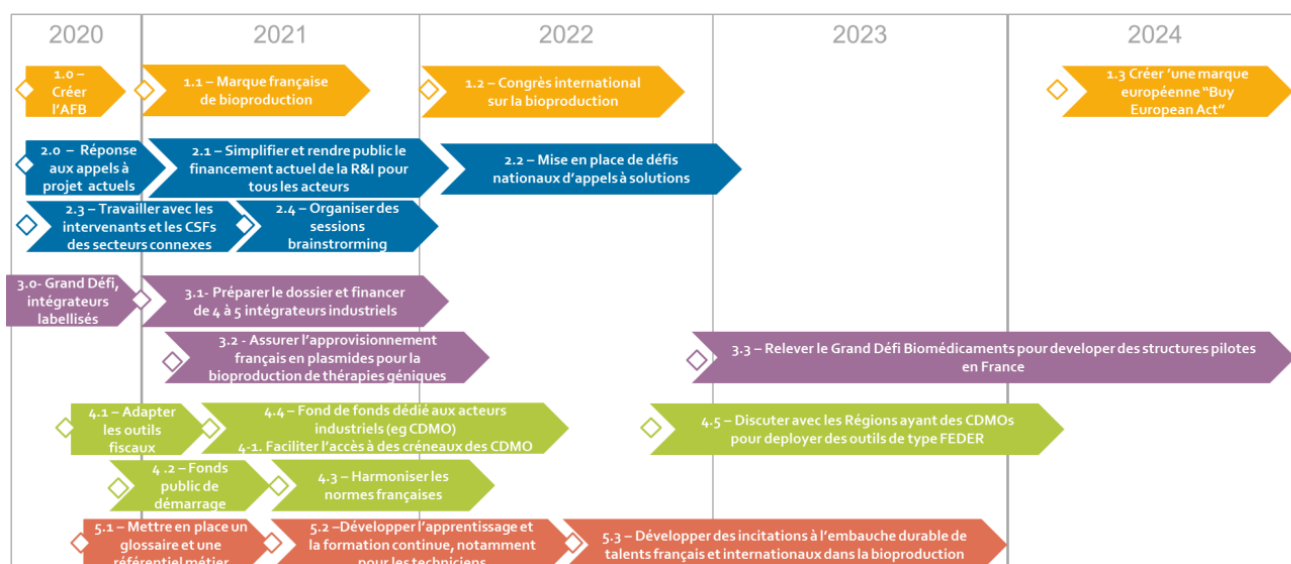 2020 2021 2022 2023 2024
1.0 –
Créer
l’AFB
1.1 – Marque française
de bioproduction
1.2 – Congrès international
sur la bioproduction
1.3 Créer ‘une marque
européenne “Buy
European Act”
2.0 – Réponse
aux appels à
projet actuels
2.1 – Simplifier et rendre public le
financement actuel de la R&I pour
tous les acteurs
2.2 – Mise en place de défis
nationaux d’appels à solutions
2.3 – Travailler avec les
intervenants et les CSFs
des secteurs connexes
2.4 – Organiser des
sessions
brainstrorming
3.0- Grand Défi,
intégrateurs
labellisés
3.1- Préparer le dossier et financer
de 4 à 5 intégrateurs industriels
3.2 - Assurer l’approvisionnement
français en plasmides pour la
bioproduction de thérapies géniques
3.3 – Relever le Grand Défi Biomédicaments pour developer des structures pilotes
en France
4.1 – Adapter
les outils
fiscaux
4.4 – Fond de fonds dédié aux acteurs
industriels (eg CDMO)
4-1. Faciliter l’accès à des créneaux des CDMO
4.5 – Discuter avec les Régions ayant des CDMOs
pour deployer des outils de type FEDER
4 .2 – Fonds
public de
démarrage
4.3 – Harmoniser les
normes françaises
5.1 – Mettre en place un
glossaire et une
référentiel métier
5.2 –Développer l’apprentissage et
la formation continue, notamment
pour les techniciens
5.3 – Développer des incitations à l’embauche durable de
talents français et internationaux dans la bioproduction